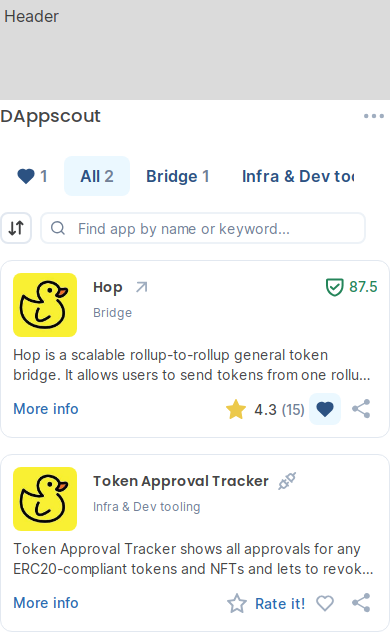 Header
DAppscout
1 All 2 Bridge 1 Infra & Dev too
Find app by name or keyword...
Hop 87.5
Bridge
Hop is a scalable rollup-to-rollup general token
bridge. It allows users to send tokens from one rollu...
More info 4.3 (15)
Token Approval Tracker
Infra & Dev tooling
Token Approval Tracker shows all approvals for any
ERC20-compliant tokens and NFTs and lets to revok...
More info Rate it!